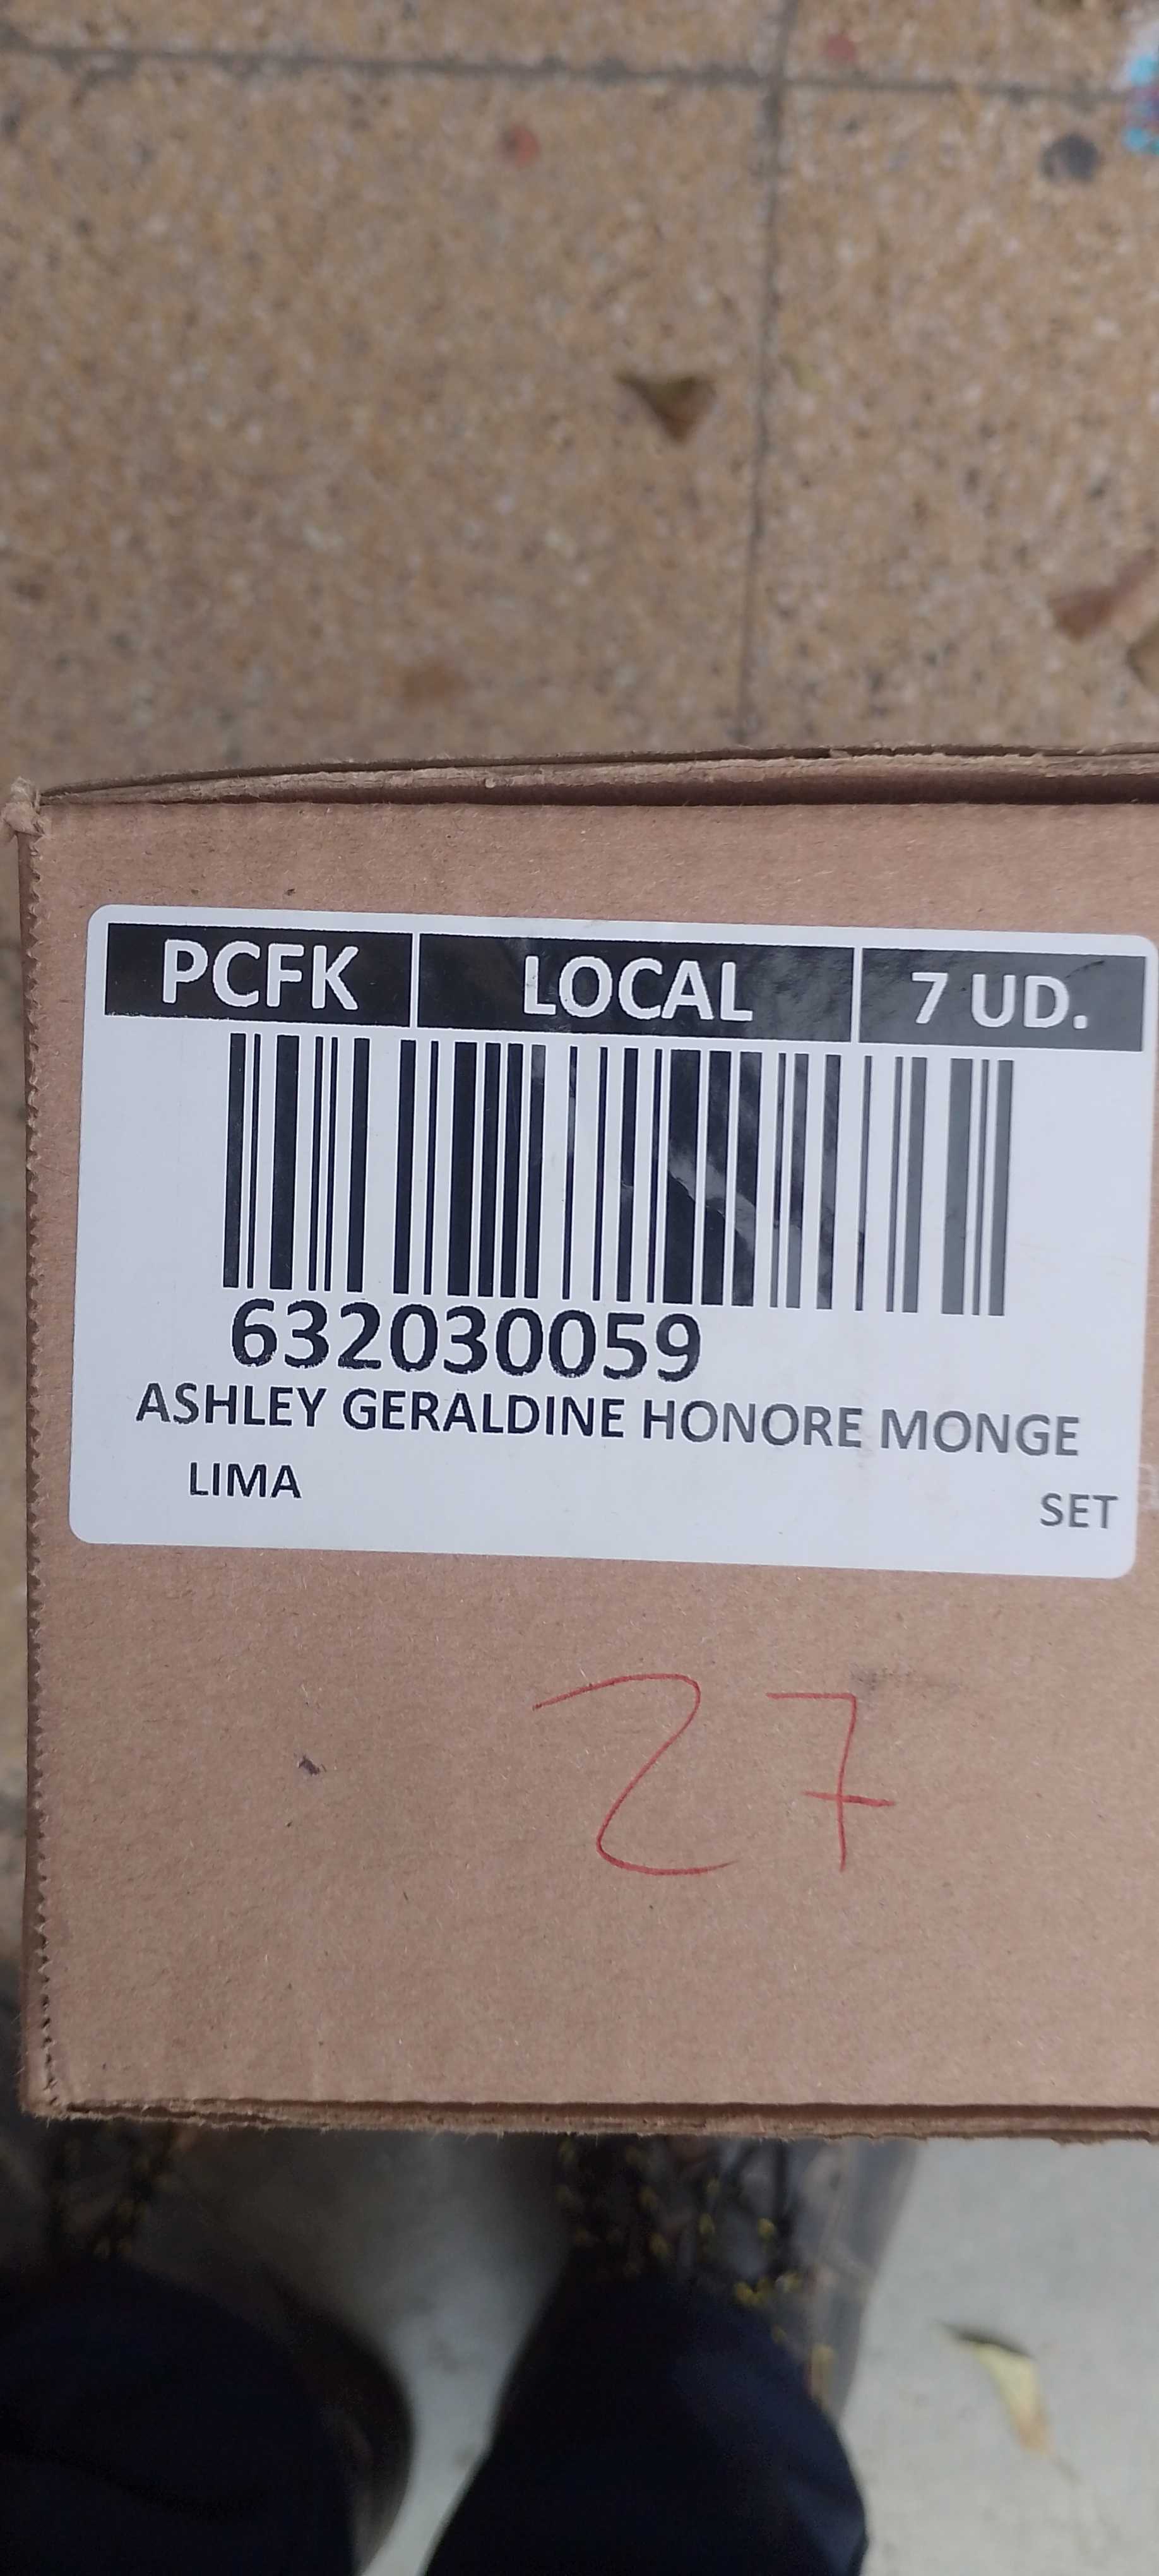 PCFK LOCAL 7 UD.
632030059
ASHLEY GERALDINE HONORE MONGE
LIMA SET
27